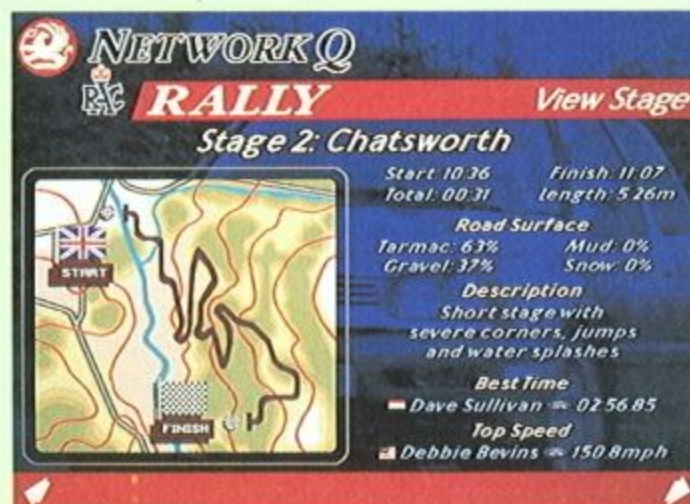 NETWORK Q
RAC RALLY
View Stage
Stage 2: Chatsworth
Start: 10:36 Finish: 11:07
Total: 00:31 Length: 5.26m
Road Surface
Tarmac: 63% Mud: 0%
Gravel: 37% Snow: 0%
Description
Short stage with
severe corners, jumps
and water splashes
Best Time
Dave Sullivan 02:56.85
Top Speed
Debbie Bevins 150.8mph
START
FINISH